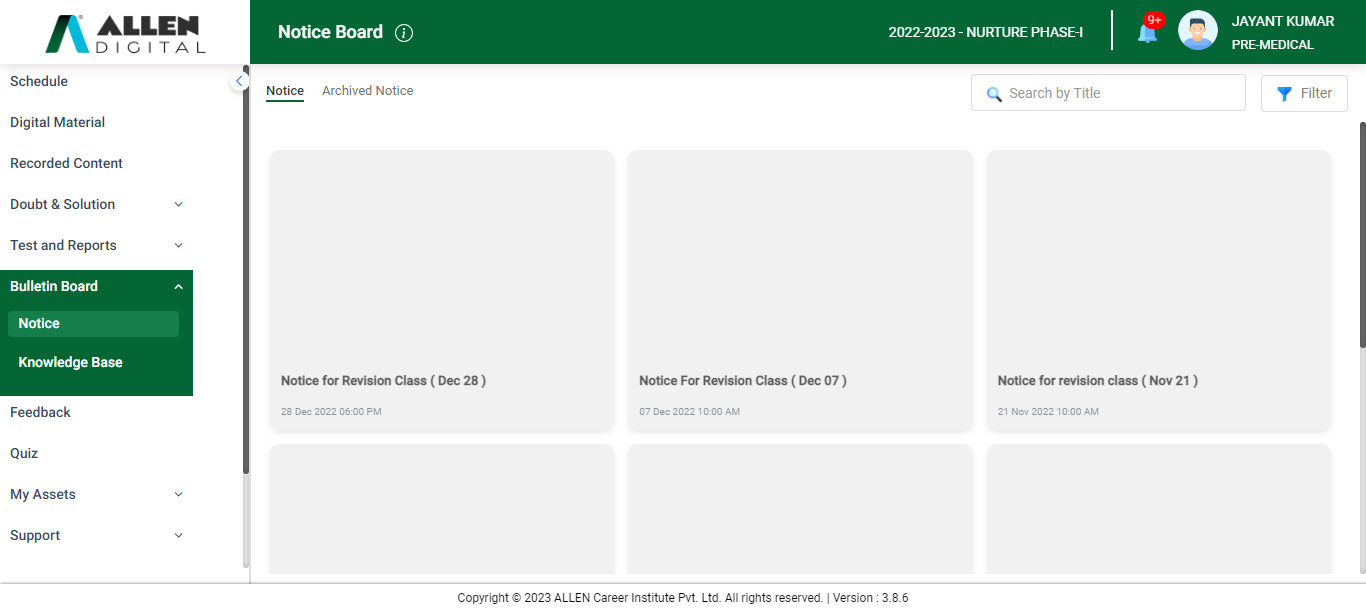 ALLEN
DIGITAL
Notice Board
2022-2023 - NURTURE PHASE-I
9+
JAYANT KUMAR
PRE-MEDICAL
Schedule
Digital Material
Recorded Content
Doubt & Solution
Test and Reports
Bulletin Board
Notice
Knowledge Base
Feedback
Quiz
My Assets
Support
Notice
Archived Notice
Search by Title
Filter
Notice for Revision Class ( Dec 28 )
28 Dec 2022 06:00 PM
Notice For Revision Class ( Dec 07 )
07 Dec 2022 10:00 AM
Notice for revision class ( Nov 21 )
21 Nov 2022 10:00 AM
Copyright © 2023 ALLEN Career Institute Pvt. Ltd. All rights reserved. | Version : 3.8.6